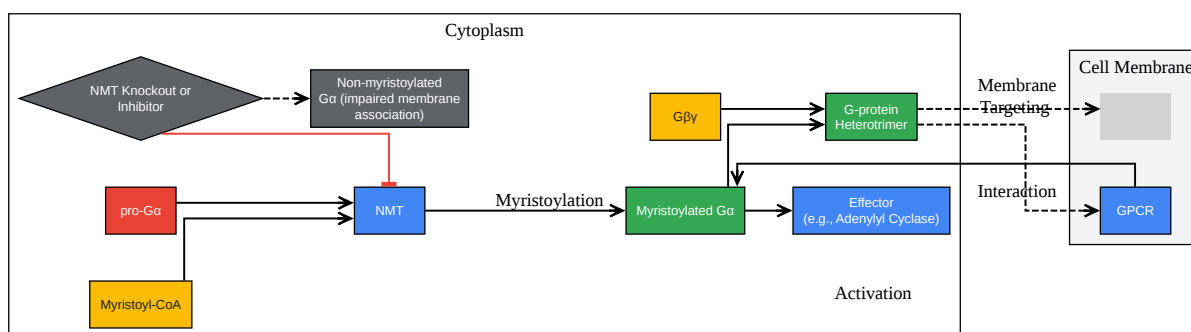 Cytoplasm
NMT Knockout or
Inhibitor
Non-myristoylated
Gα (impaired membrane
association)
Gβγ
G-protein
Heterotrimer
Membrane
Targeting
Cell Membrane
pro-Gα
NMT
Myristoylation
Myristoylated Gα
Effector
(e.g., Adenylyl Cyclase)
Interaction
GPCR
Myristoyl-CoA
Activation